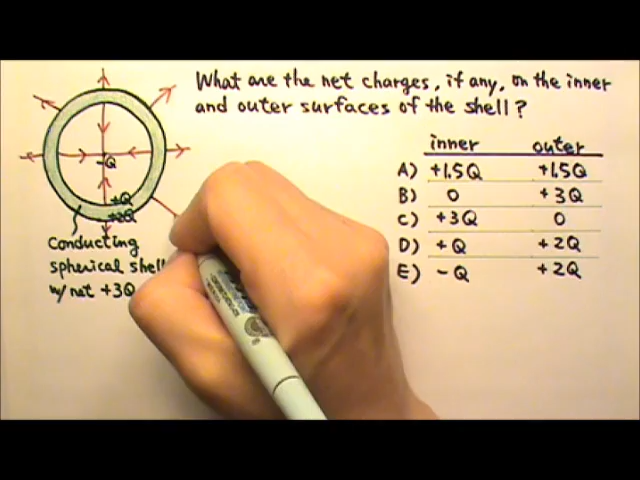 What are the net charges, if any, on the inner
and outer surfaces of the shell?
inner outer
A) +1.5Q +1.5Q
B) 0 +3Q
C) +3Q 0
D) +Q +2Q
E) -Q +2Q
-Q
+Q
+2Q
Conducting
spherical shell
w/ net +3Q